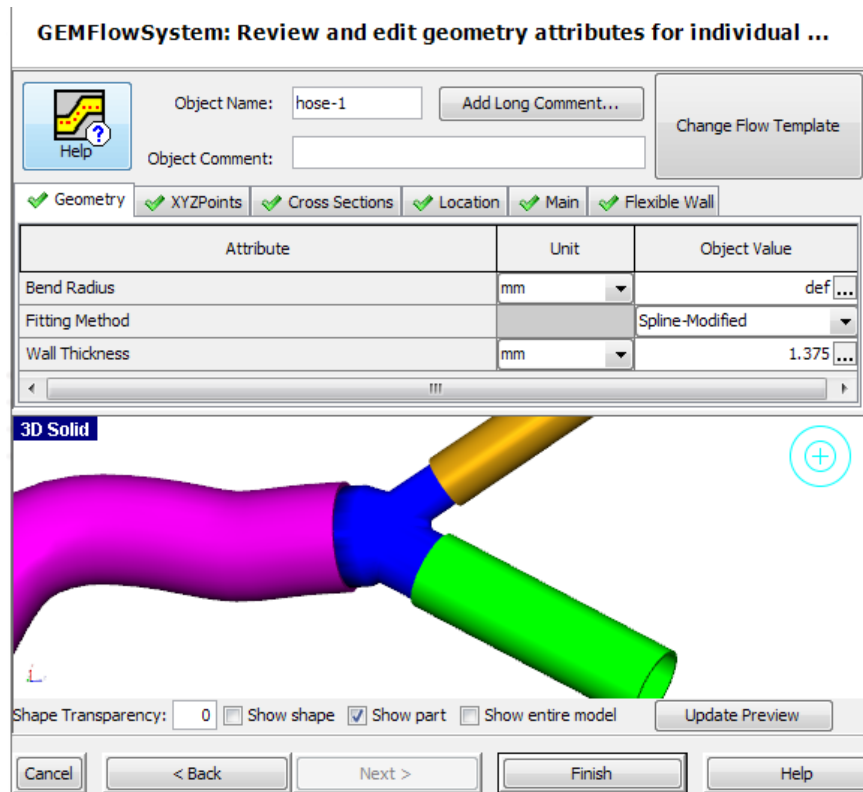 GEMFlowSystem: Review and edit geometry attributes for individual ...
Help
Object Name: hose-1 Add Long Comment... Change Flow Template
Object Comment:
Geometry XYZPoints Cross Sections Location Main Flexible Wall
Attribute Unit Object Value
Bend Radius mm def ...
Fitting Method Spline-Modified
Wall Thickness mm 1.375 ...
3D Solid
Shape Transparency: 0 Show shape Show part Show entire model Update Preview
Cancel < Back Next > Finish Help